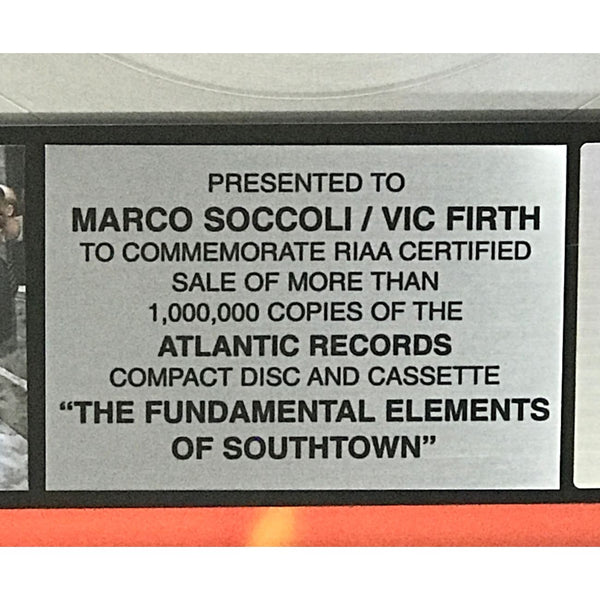 PRESENTED TO
MARCO SOCCOLI / VIC FIRTH
TO COMMEMORATE RIAA CERTIFIED
SALE OF MORE THAN
1,000,000 COPIES OF THE
ATLANTIC RECORDS
COMPACT DISC AND CASSETTE
“THE FUNDAMENTAL ELEMENTS
OF SOUTHTOWN”